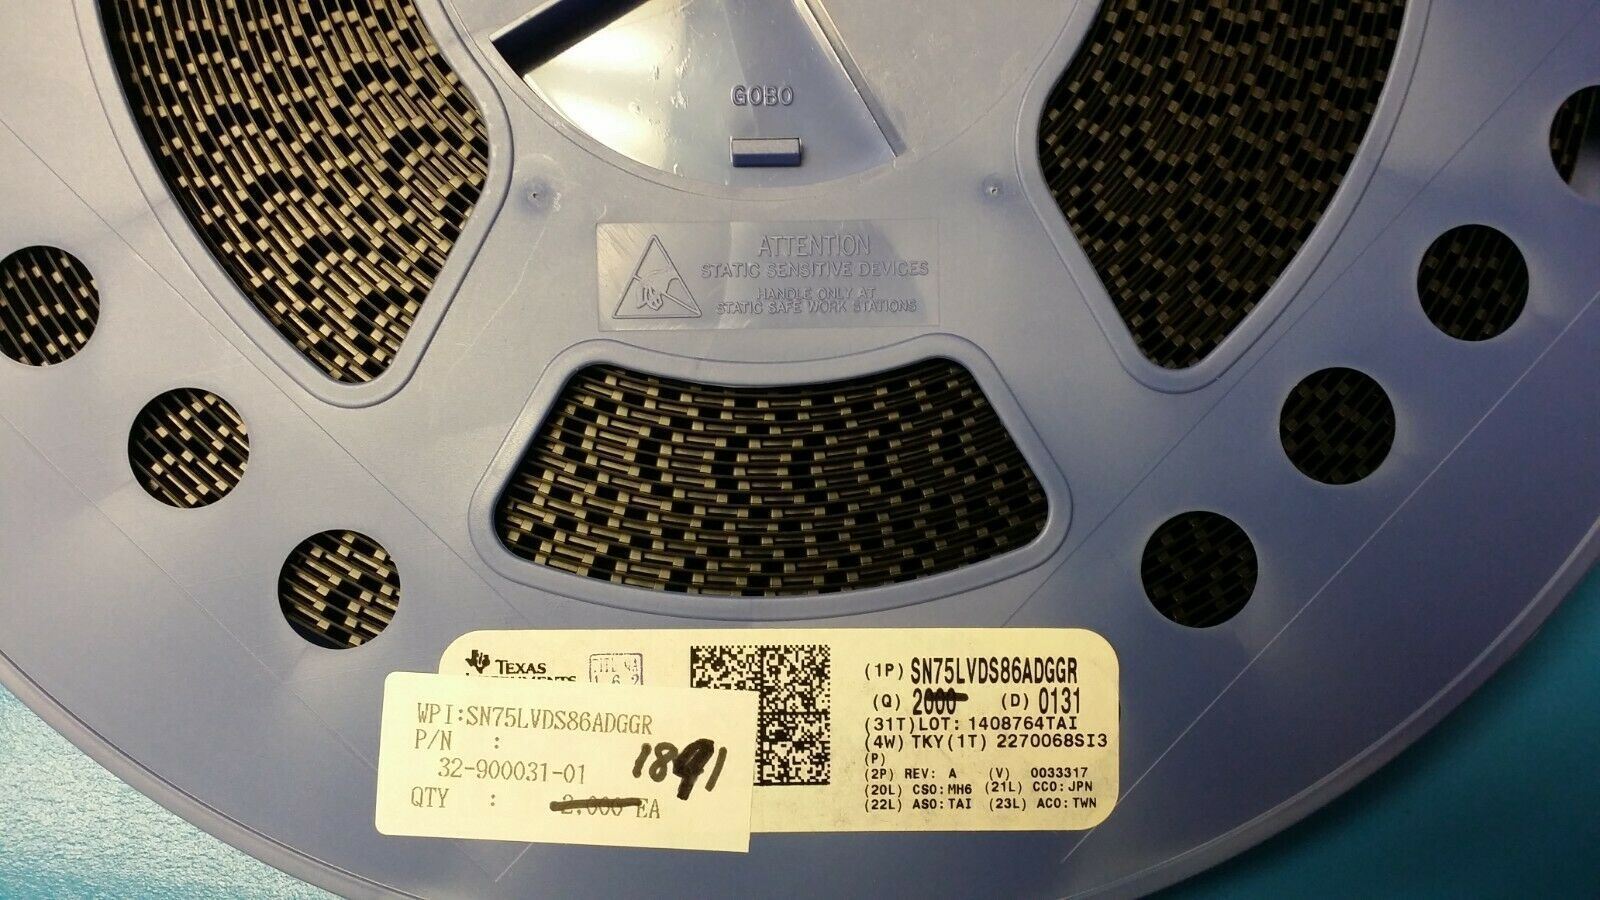 GOBO
ATTENTION
STATIC SENSITIVE DEVICES
HANDLE ONLY AT
STATIC SAFE WORK STATIONS
TEXAS
(1P) SN75LVDS86ADGGR
(Q) 2000 (D) 0131
(31T)LOT: 1408764TAI
(4W) TKY(1T) 2270068SI3
(P)
(2P) REV: A (V) 0033317
(20L) CSO:MH6 (21L) CCO:JPN
(22L) ASO:TAI (23L) ACO:TWN
WPI:SN75LVDS86ADGGR
P/N :
32-900031-01
1891
QTY : 2,000 EA